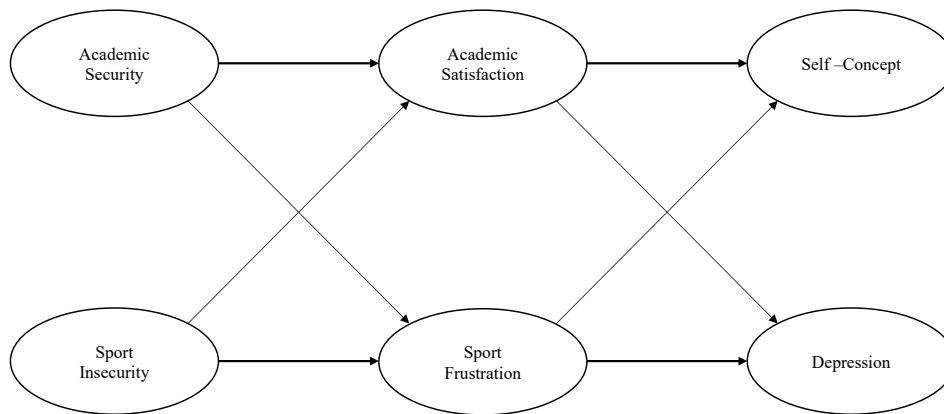 Academic
Security
Academic
Satisfaction
Self –Concept
Sport
Insecurity
Sport
Frustration
Depression